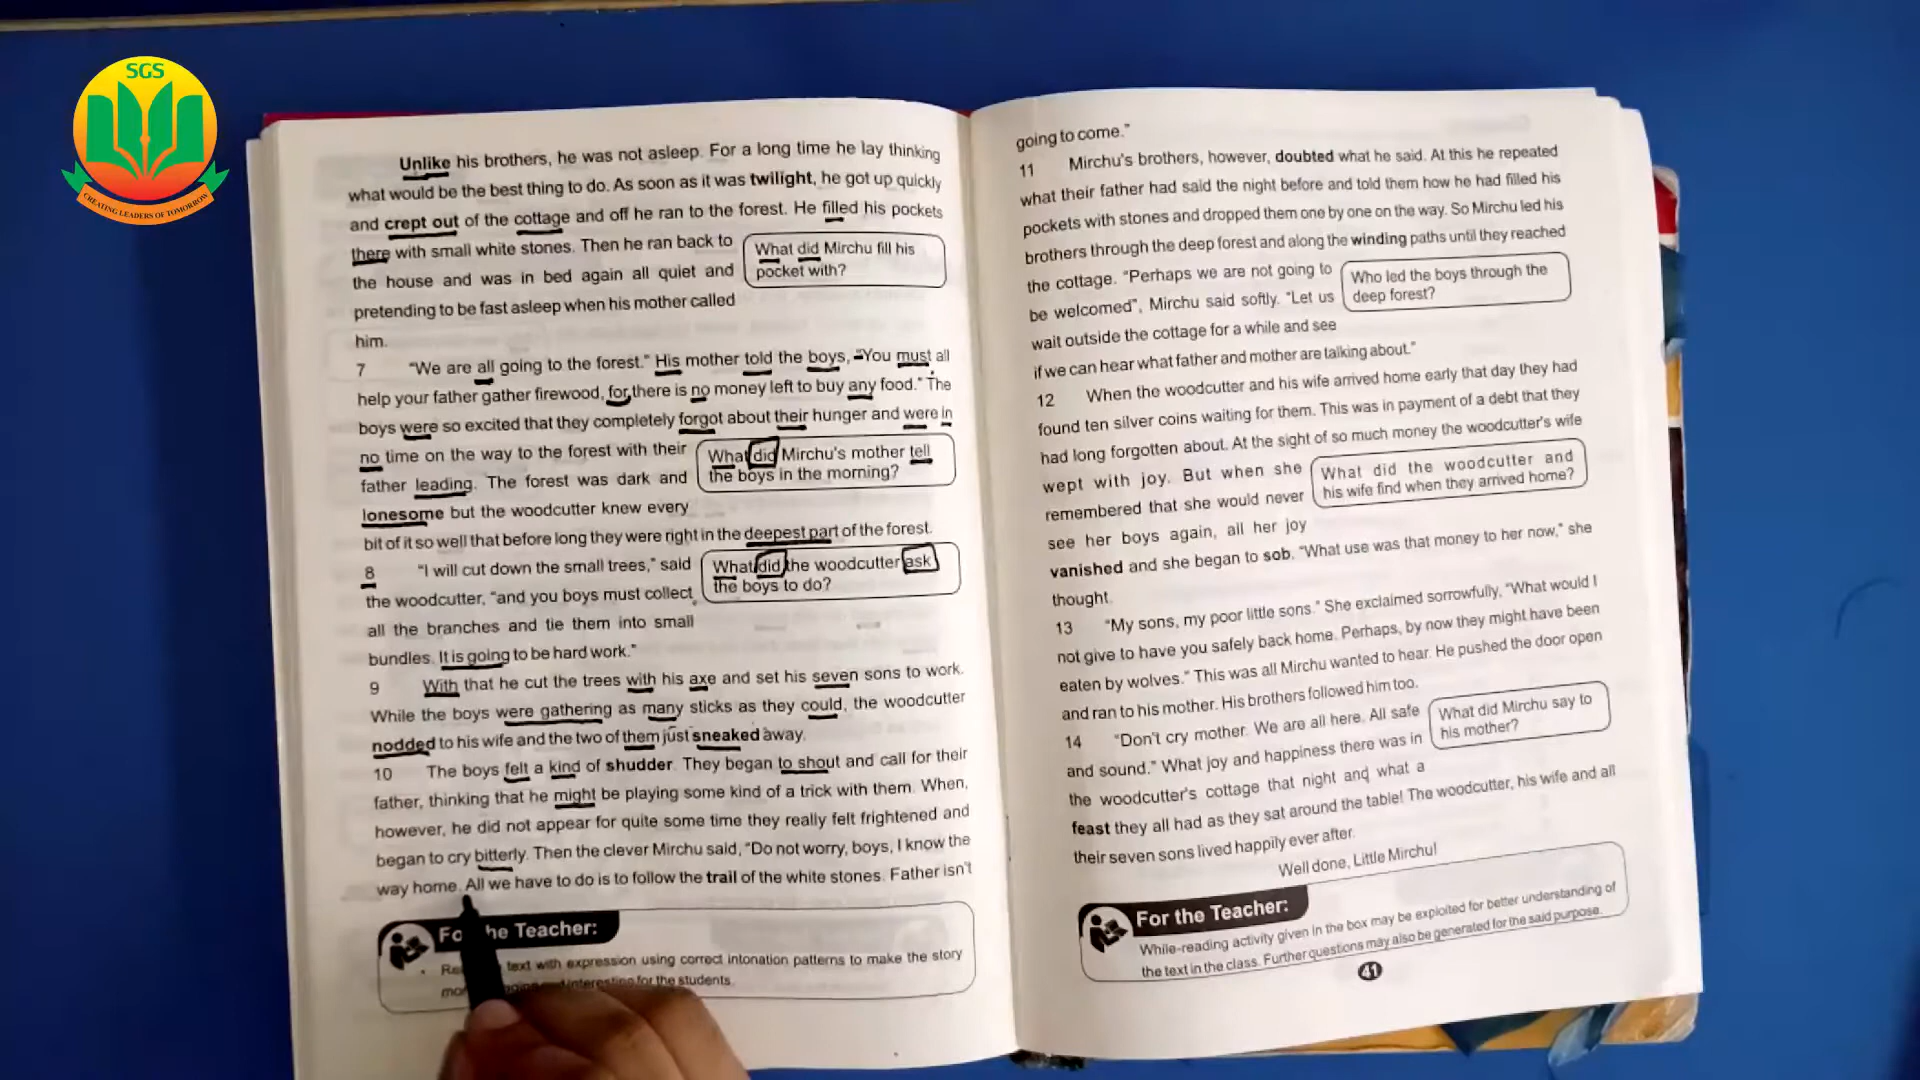 SGS
CREATING LEADERS OF TOMORROW
Unlike his brothers, he was not asleep. For a long time he lay thinking
what would be the best thing to do. As soon as it was twilight, he got up quickly
and crept out of the cottage and off he ran to the forest. He filled his pockets
there with small white stones. Then he ran back to
the house and was in bed again all quiet and
pretending to be fast asleep when his mother called
him.
What did Mirchu fill his
pocket with?
7 "We are all going to the forest." His mother told the boys, "You must all
help your father gather firewood, for there is no money left to buy any food." The
boys were so excited that they completely forgot about their hunger and were in
no time on the way to the forest with their
father leading. The forest was dark and
lonesome but the woodcutter knew every
bit of it so well that before long they were right in the deepest part of the forest.
What did Mirchu's mother tell
the boys in the morning?
8 "I will cut down the small trees," said
the woodcutter, "and you boys must collect
all the branches and tie them into small
bundles. It is going to be hard work."
What did the woodcutter ask
the boys to do?
9 With that he cut the trees with his axe and set his seven sons to work.
While the boys were gathering as many sticks as they could, the woodcutter
nodded to his wife and the two of them just sneaked away.
10 The boys felt a kind of shudder. They began to shout and call for their
father, thinking that he might be playing some kind of a trick with them. When,
however, he did not appear for quite some time they really felt frightened and
began to cry bitterly. Then the clever Mirchu said, "Do not worry, boys, I know the
way home. All we have to do is to follow the trail of the white stones. Father isn't
the Teacher:
text with expression using correct intonation patterns to make the story
interesting for the students.
going to come."
11 Mirchu's brothers, however, doubted what he said. At this he repeated
what their father had said the night before and told them how he had filled his
pockets with stones and dropped them one by one on the way. So Mirchu led his
brothers through the deep forest and along the winding paths until they reached
the cottage. "Perhaps we are not going to
be welcomed", Mirchu said softly. "Let us
wait outside the cottage for a while and see
if we can hear what father and mother are talking about."
Who led the boys through the
deep forest?
12 When the woodcutter and his wife arrived home early that day they had
found ten silver coins waiting for them. This was in payment of a debt that they
had long forgotten about. At the sight of so much money the woodcutter's wife
wept with joy. But when she
remembered that she would never
see her boys again, all her joy
vanished and she began to sob. "What use was that money to her now," she
thought.
What did the woodcutter and
his wife find when they arrived home?
13 "My sons, my poor little sons." She exclaimed sorrowfully, "What would I
not give to have you safely back home. Perhaps, by now they might have been
eaten by wolves." This was all Mirchu wanted to hear. He pushed the door open
and ran to his mother. His brothers followed him too.
14 "Don't cry mother. We are all here. All safe
and sound." What joy and happiness there was in
the woodcutter's cottage that night and what a
feast they all had as they sat around the table! The woodcutter, his wife and all
their seven sons lived happily ever after.
What did Mirchu say to
his mother?
Well done, Little Mirchu!
For the Teacher:
While-reading activity given in the box may be exploited for better understanding of
the text in the class. Further questions may also be generated for the said purpose.
41